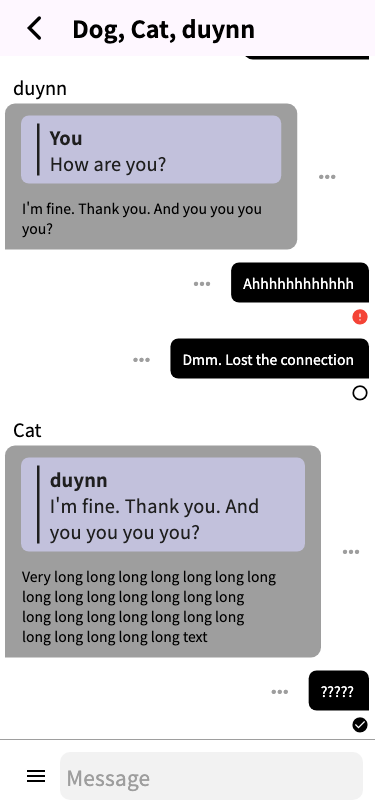 Dog, Cat, duynn
duynn
You
How are you?
I'm fine. Thank you. And you you you
you?
Ahhhhhhhhhhhh
Dmm. Lost the connection
Cat
duynn
I'm fine. Thank you. And
you you you you?
Very long long long long long long long
long long long long long long long
long long long long long long long
long long long long long text
?????
Message